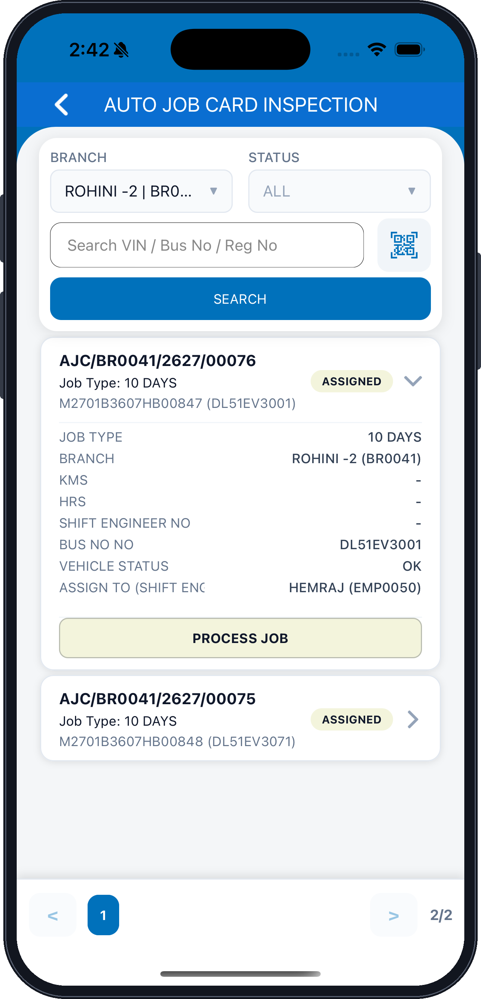 2:42
AUTO JOB CARD INSPECTION
BRANCH
STATUS
ROHINI -2 | BR0...
ALL
Search VIN / Bus No / Reg No
SEARCH
AJC/BR0041/2627/00076
Job Type: 10 DAYS
ASSIGNED
M2701B3607HB00847 (DL51EV3001)
JOB TYPE 10 DAYS
BRANCH ROHINI -2 (BR0041)
KMS -
HRS -
SHIFT ENGINEER NO -
BUS NO NO DL51EV3001
VEHICLE STATUS OK
ASSIGN TO (SHIFT ENG HEMRAJ (EMP0050)
PROCESS JOB
AJC/BR0041/2627/00075
Job Type: 10 DAYS
ASSIGNED
M2701B3607HB00848 (DL51EV3071)
< 1 > 2/2